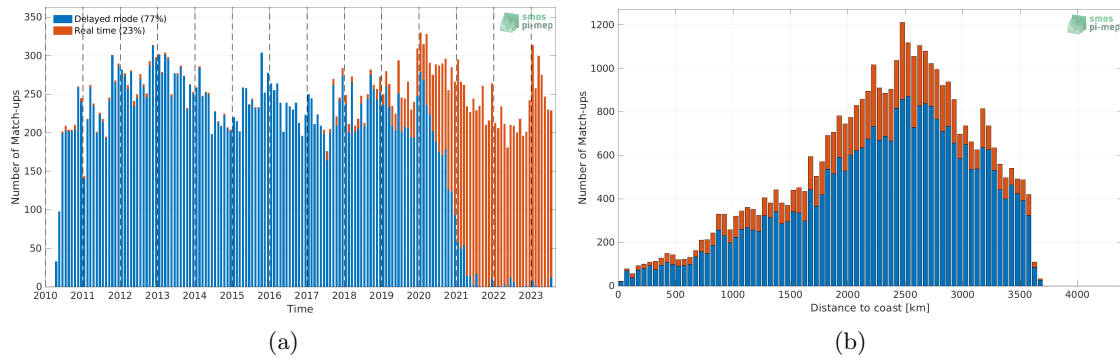 350
300
250
200
150
100
50
0
Number of Match-ups
Delayed mode (77%)
Real time (23%)
smos
pi-mep
2010 2011 2012 2013 2014 2015 2016 2017 2018 2019 2020 2021 2022 2023
Time
(a)
1200
1000
800
600
400
200
0
Number of Match-ups
smos
pi-mep
0 500 1000 1500 2000 2500 3000 3500 4000
Distance to coast [km]
(b)